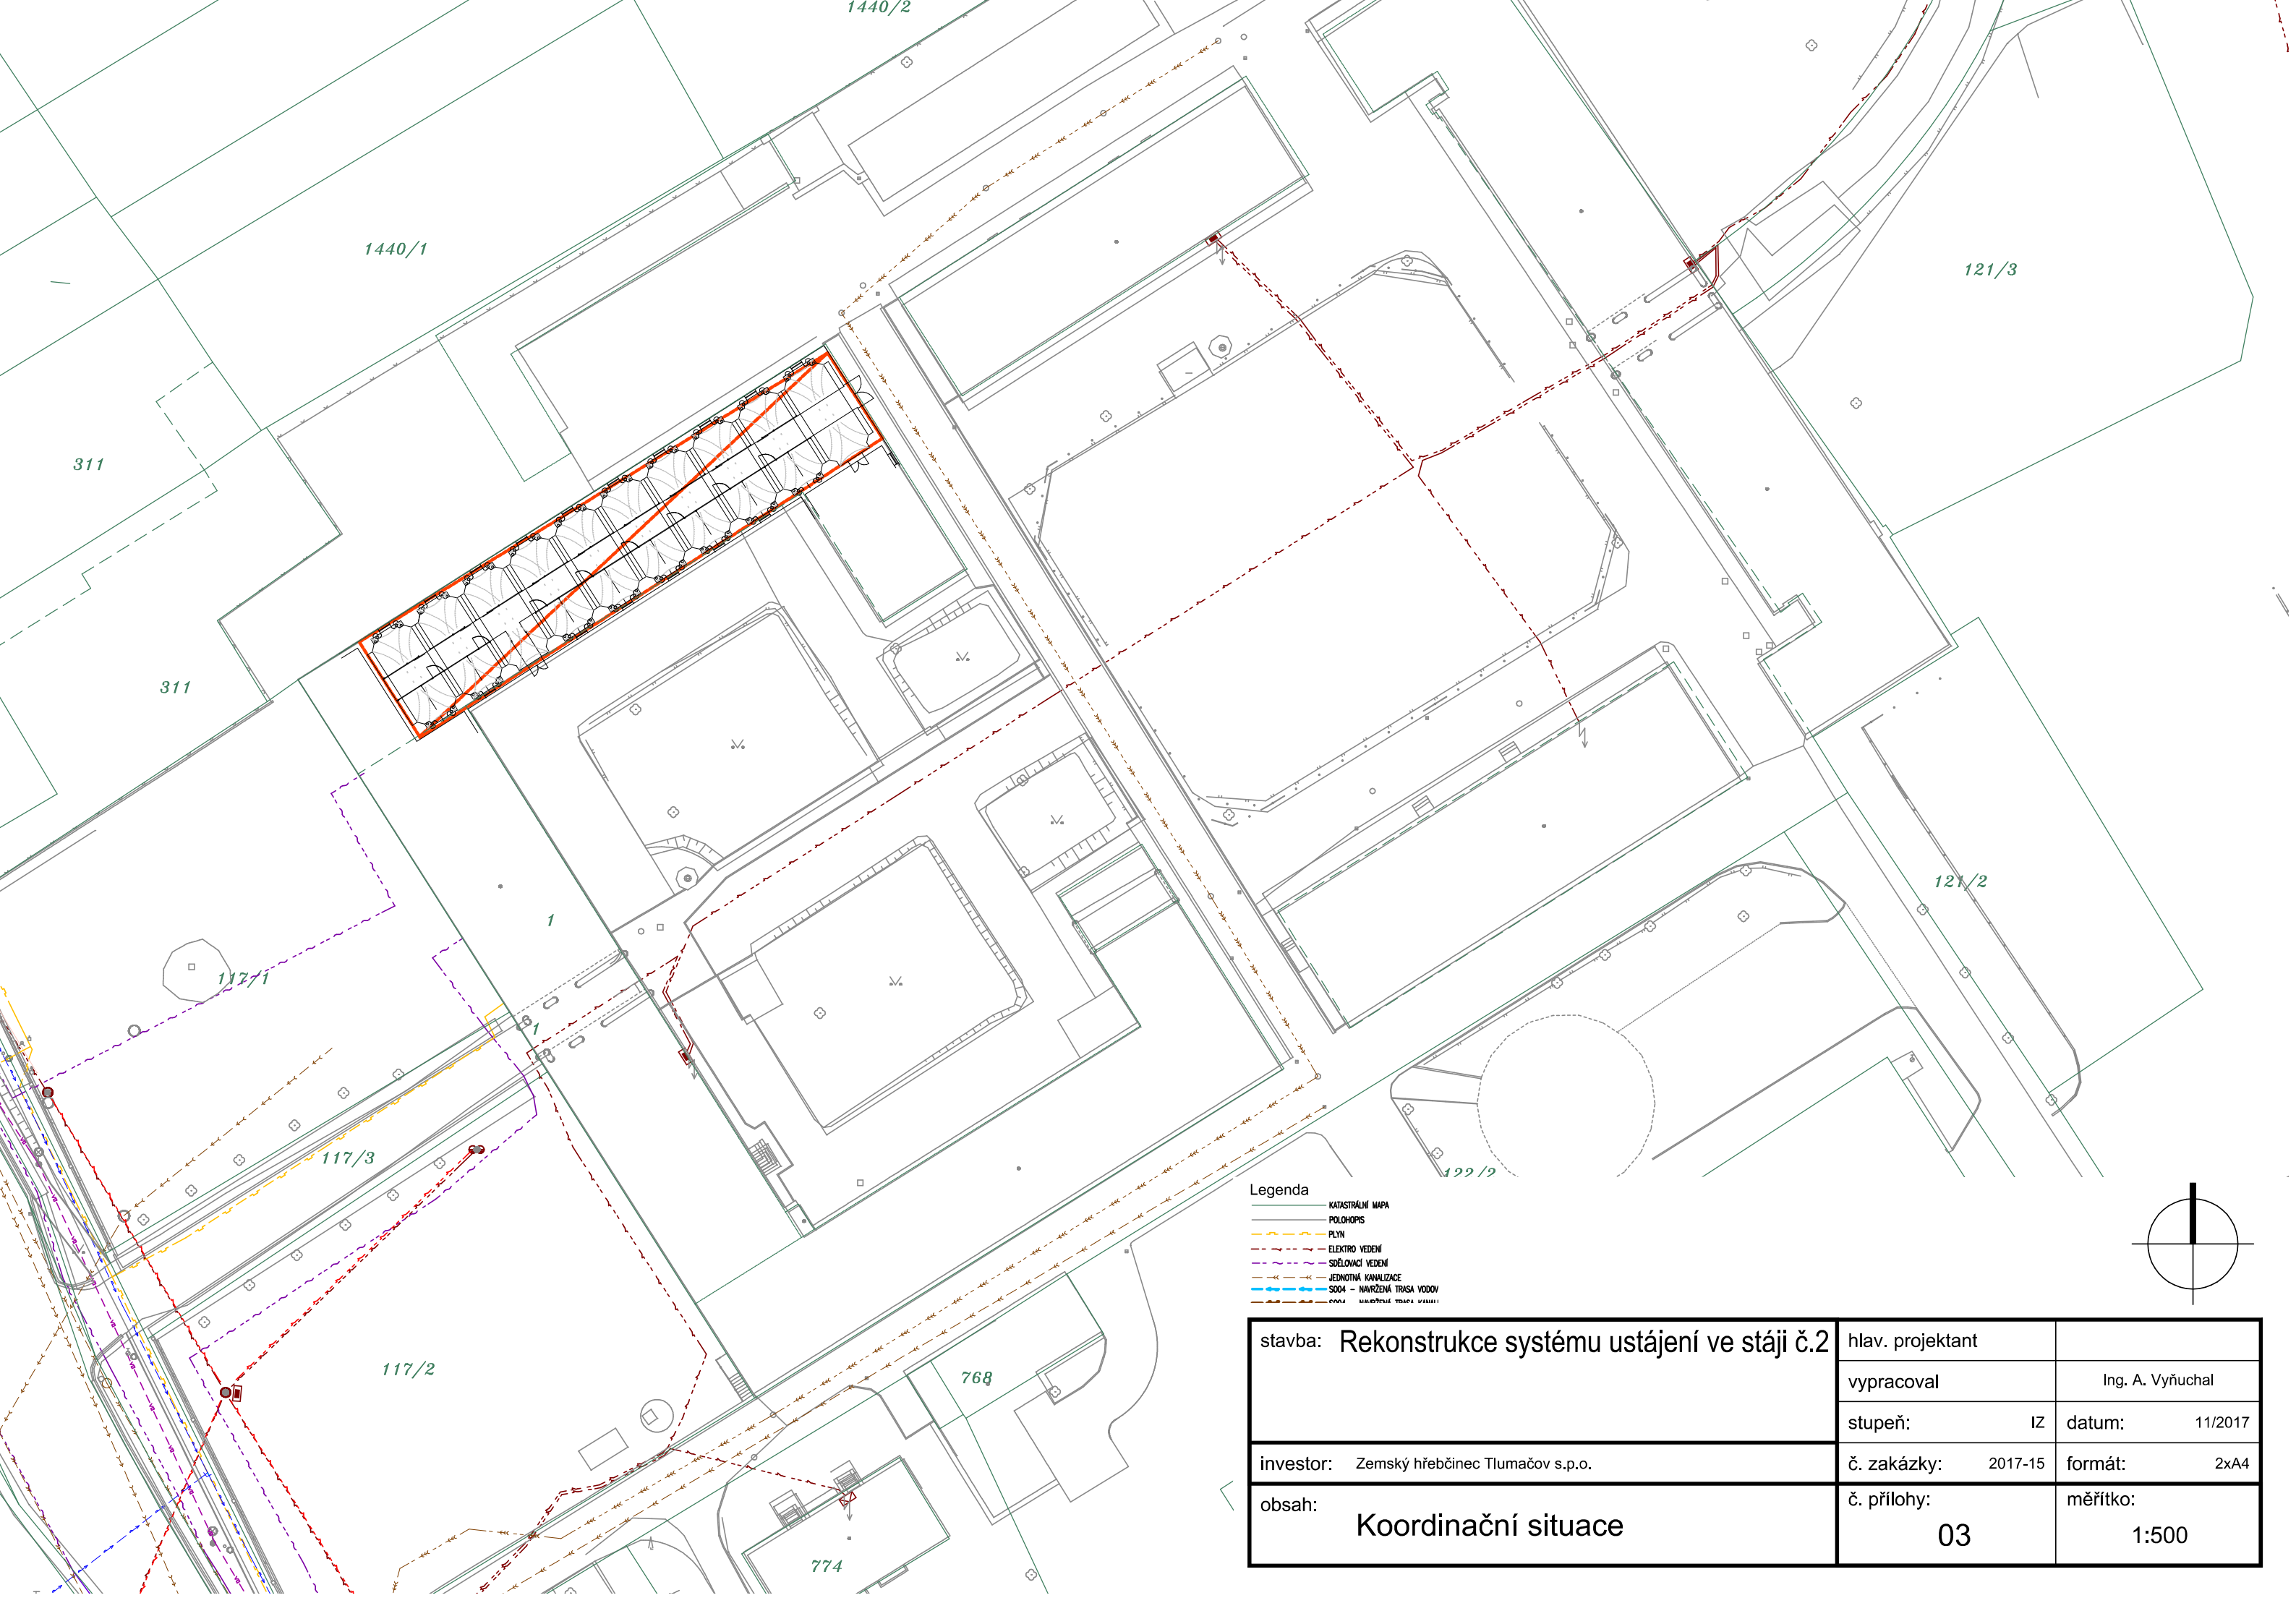 1440/2
1440/1
121/3
311
311
121/2
1
117/1
1
117/3
122/2
117/2
768
774
Legenda
KATASTRÁLNÍ MAPA
POLOHOPIS
PLYN
ELEKTRO VEDENÍ
SDĚLOVACÍ VEDENÍ
JEDNOTNÁ KANALIZACE
SO04 - NAVRŽENÁ TRASA VODOV
SO04 - NAVRŽENÁ TRASA
stavba: Rekonstrukce systému ustájení ve stáji č.2
hlav. projektant
vypracoval Ing. A. Vyňuchal
stupeň: IZ datum: 11/2017
investor: Zemský hřebčinec Tlumačov s.p.o.
č. zakázky: 2017-15 formát: 2xA4
obsah: Koordinační situace
č. přílohy: 03
měřítko: 1:500